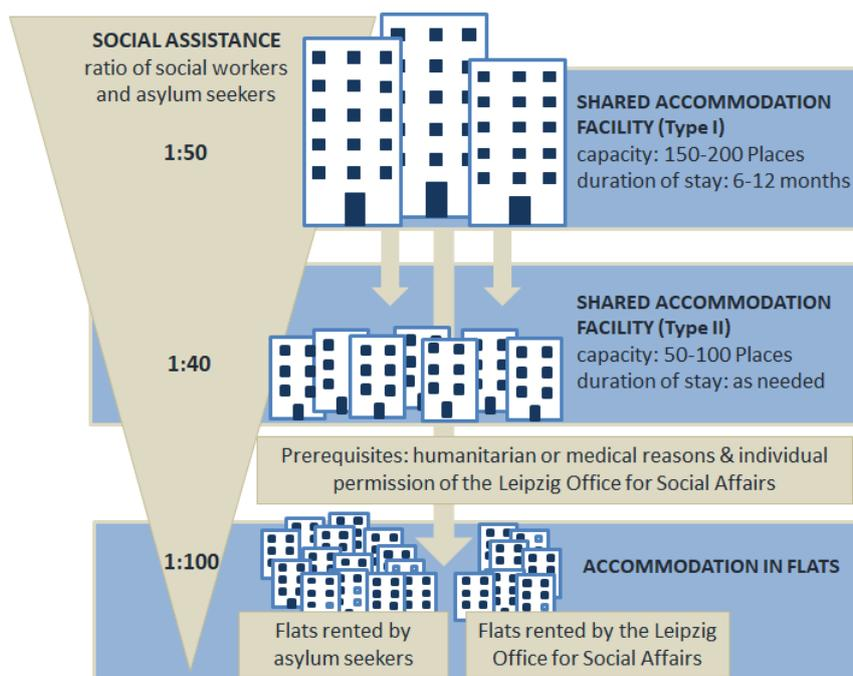 SOCIAL ASSISTANCE
ratio of social workers
and asylum seekers
1:50
SHARED ACCOMMODATION
FACILITY (Type I)
capacity: 150-200 Places
duration of stay: 6-12 months
1:40
SHARED ACCOMMODATION
FACILITY (Type II)
capacity: 50-100 Places
duration of stay: as needed
Prerequisites: humanitarian or medical reasons & individual
permission of the Leipzig Office for Social Affairs
1:100
ACCOMMODATION IN FLATS
Flats rented by
asylum seekers
Flats rented by the Leipzig
Office for Social Affairs